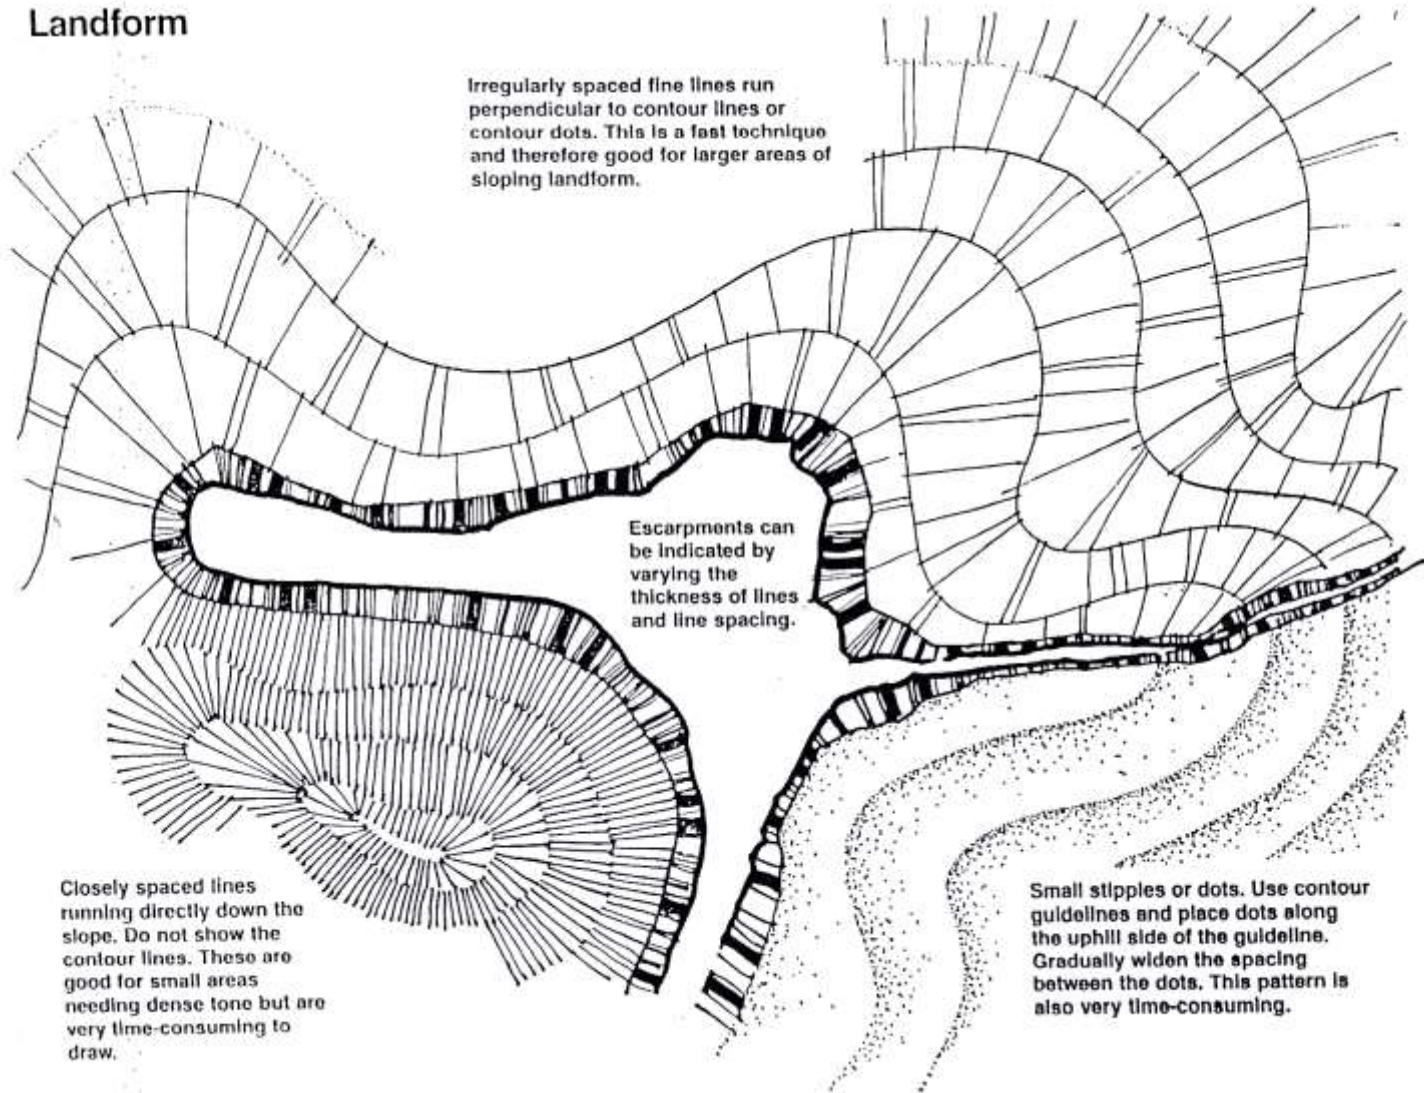 Landform
Irregularly spaced fine lines run
perpendicular to contour lines or
contour dots. This is a fast technique
and therefore good for larger areas of
sloping landform.
Escarpments can
be indicated by
varying the
thickness of lines
and line spacing.
Closely spaced lines
running directly down the
slope. Do not show the
contour lines. These are
good for small areas
needing dense tone but are
very time-consuming to
draw.
Small stipples or dots. Use contour
guidelines and place dots along
the uphill side of the guideline.
Gradually widen the spacing
between the dots. This pattern is
also very time-consuming.